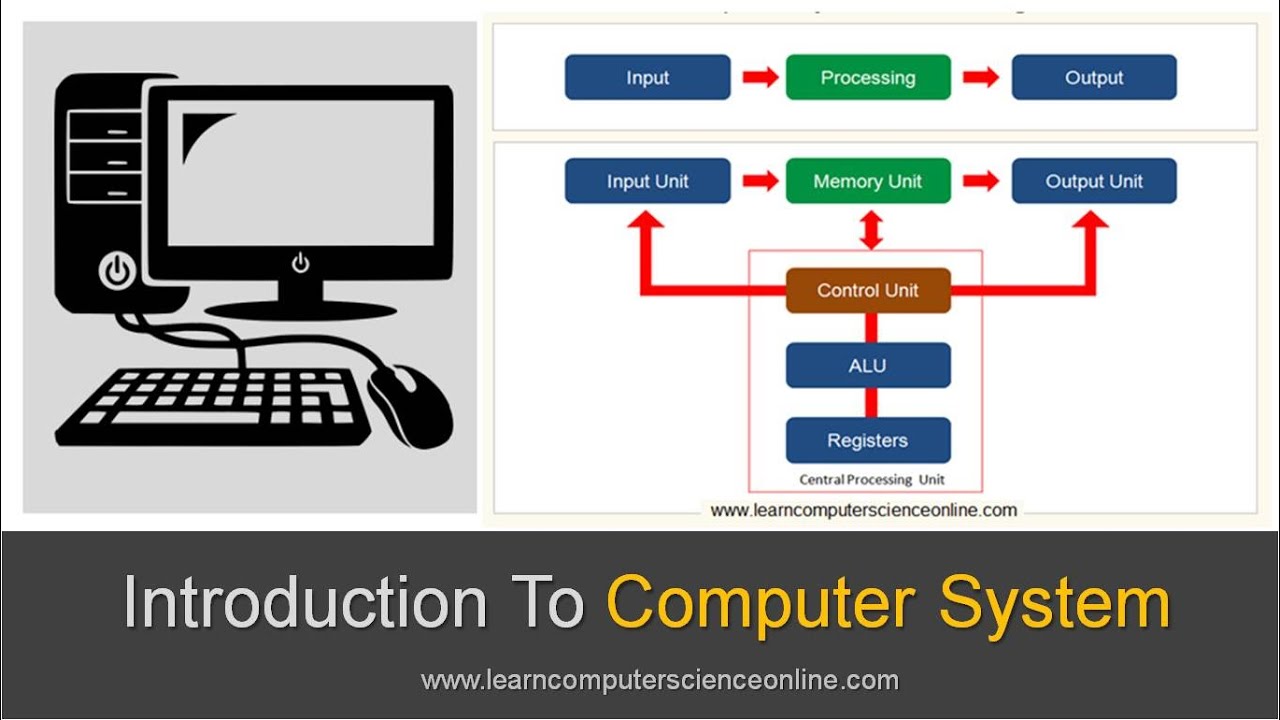 Input
Processing
Output
Input Unit
Memory Unit
Output Unit
Control Unit
ALU
Registers
Central Processing Unit
www.learncomputerscienceonline.com
Introduction To Computer System
www.learncomputerscienceonline.com